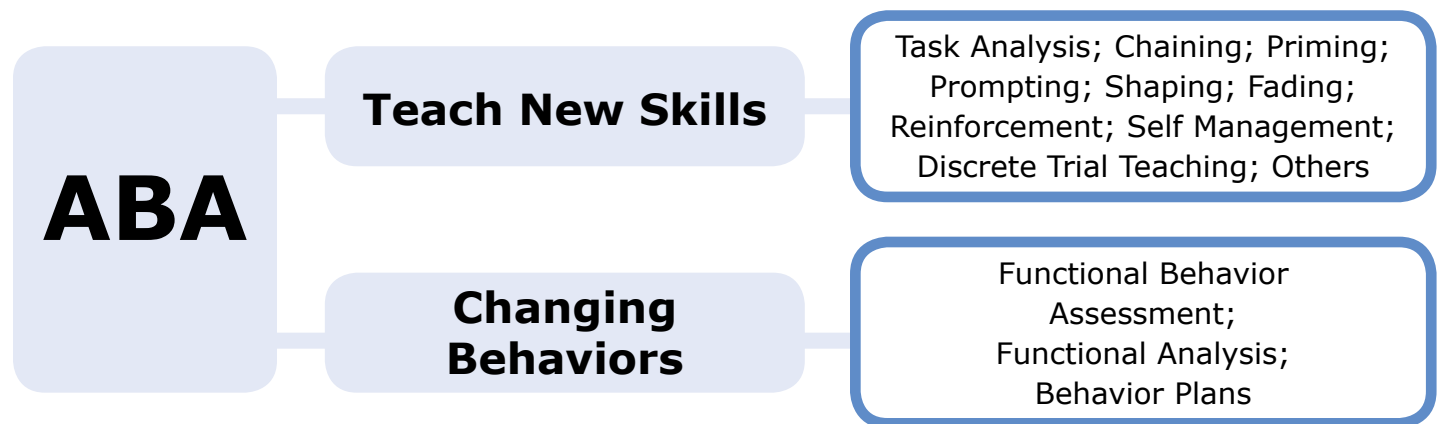 ABA
Teach New Skills
Task Analysis; Chaining; Priming;
Prompting; Shaping; Fading;
Reinforcement; Self Management;
Discrete Trial Teaching; Others
Changing
Behaviors
Functional Behavior
Assessment;
Functional Analysis;
Behavior Plans